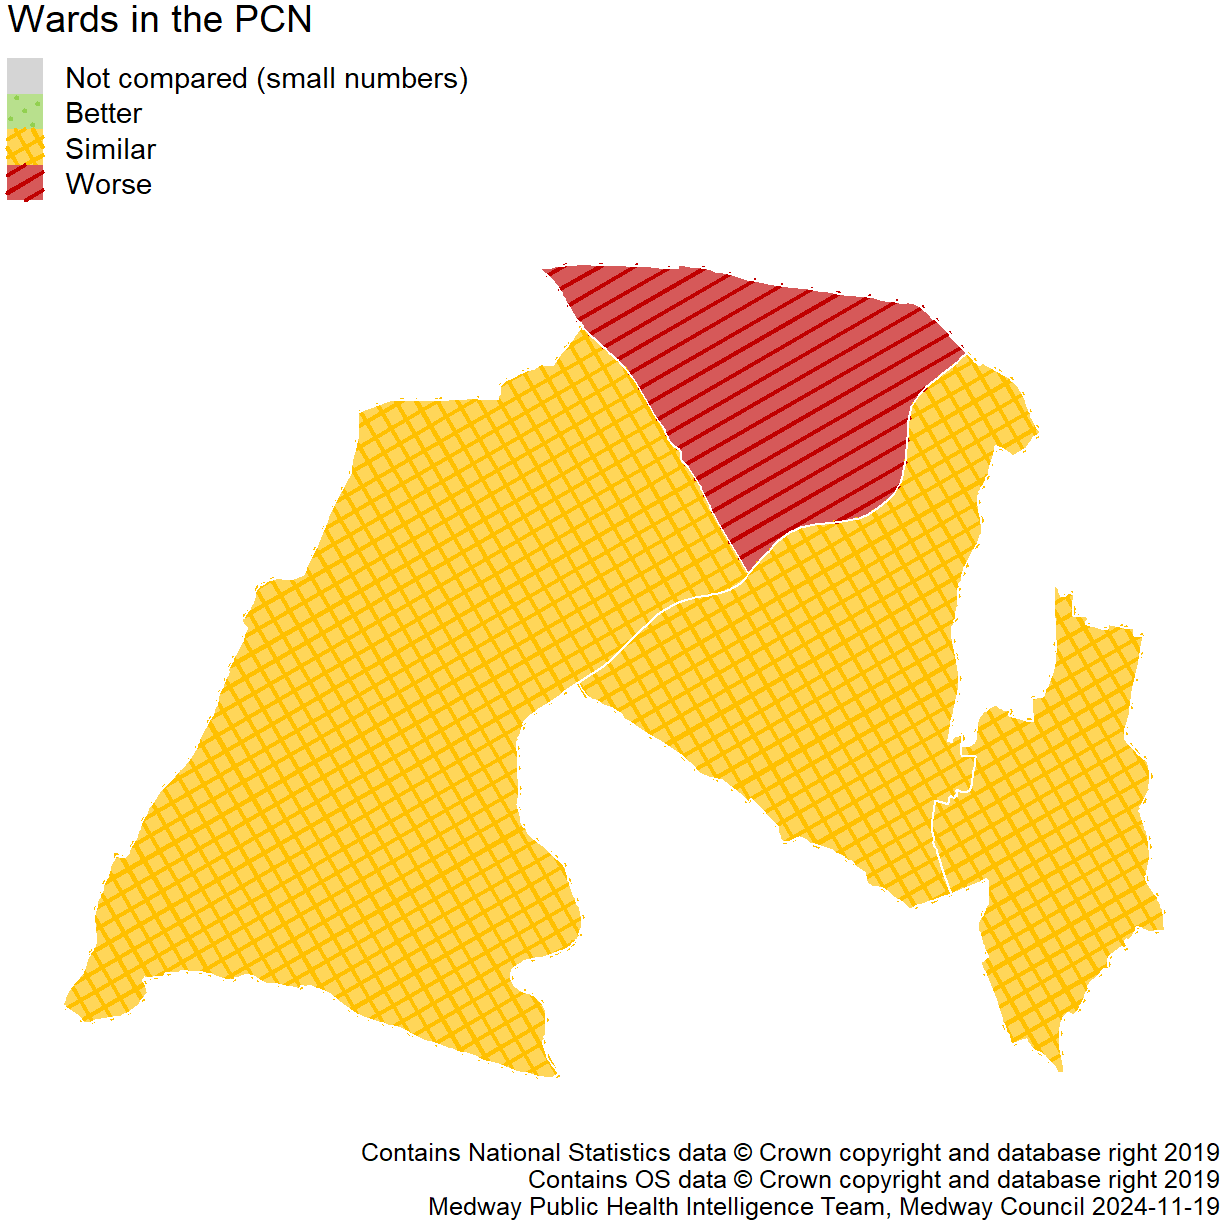 Wards in the PCN
Not compared (small numbers)
Better
Similar
Worse
Contains National Statistics data © Crown copyright and database right 2019
Contains OS data © Crown copyright and database right 2019
Medway Public Health Intelligence Team, Medway Council 2024-11-19